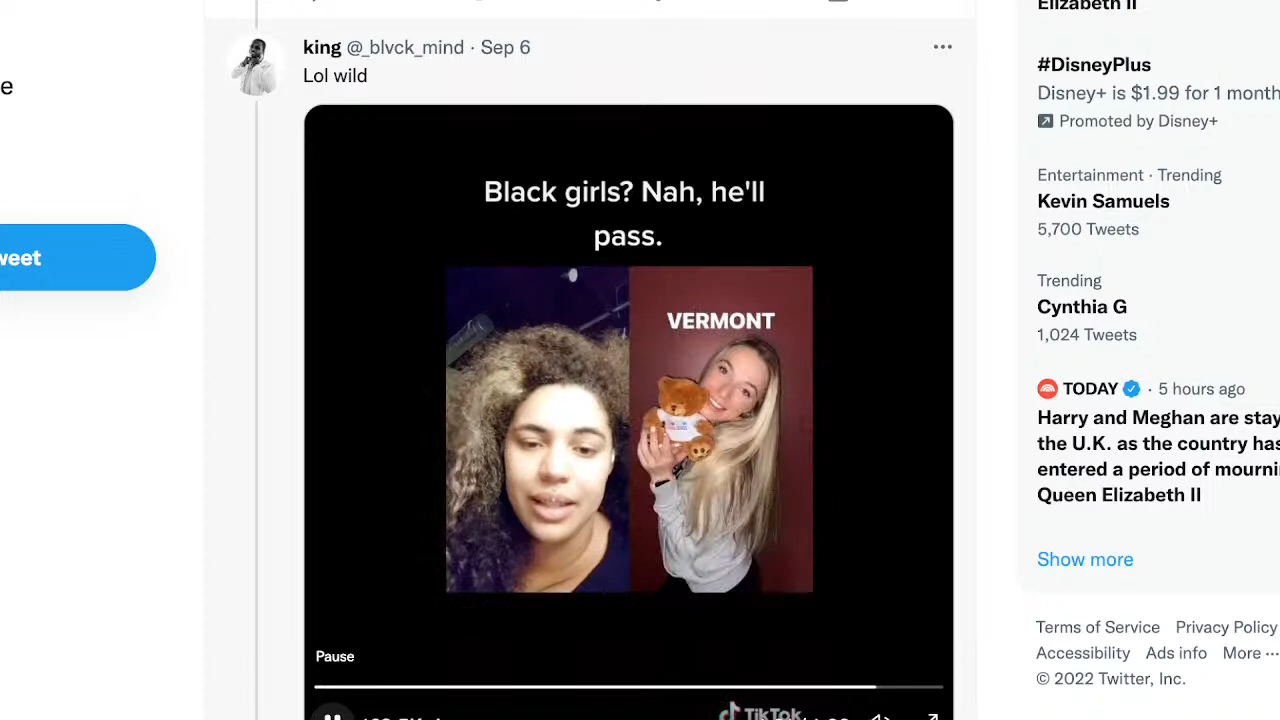 Elizabeth II
king @_blvck_mind · Sep 6
Lol wild
e
weet
Black girls? Nah, he'll
pass.
VERMONT
Pause
TikTok
#DisneyPlus
Disney+ is $1.99 for 1 month
Promoted by Disney+
Entertainment · Trending
Kevin Samuels
5,700 Tweets
Trending
Cynthia G
1,024 Tweets
TODAY · 5 hours ago
Harry and Meghan are stay
the U.K. as the country has
entered a period of mourni
Queen Elizabeth II
Show more
Terms of Service Privacy Policy
Accessibility Ads info More ···
© 2022 Twitter, Inc.